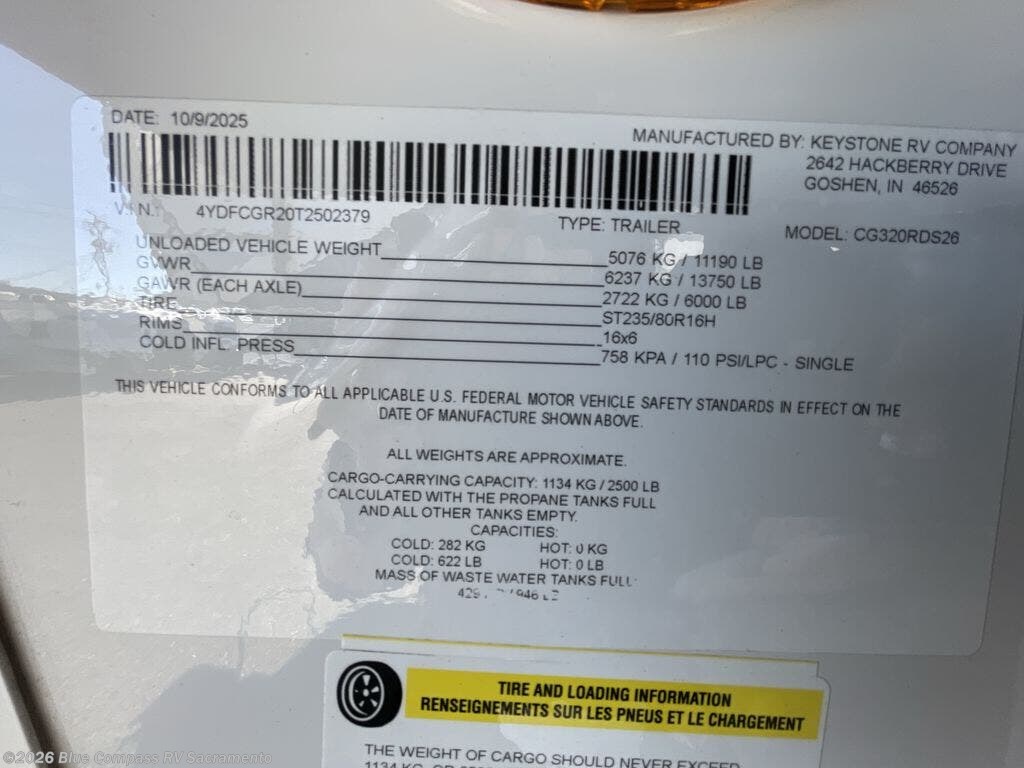 DATE: 10/9/2025
MANUFACTURED BY: KEYSTONE RV COMPANY
2642 HACKBERRY DRIVE
GOSHEN, IN 46526
V.I.N.: 4YDFCGR20T2502379
TYPE: TRAILER
MODEL: CG320RDS26
UNLOADED VEHICLE WEIGHT 5076 KG / 11190 LB
GVWR 6237 KG / 13750 LB
GAWR (EACH AXLE) 2722 KG / 6000 LB
TIRE ST235/80R16H
RIMS 16x6
COLD INFL. PRESS 758 KPA / 110 PSI/LPC - SINGLE
THIS VEHICLE CONFORMS TO ALL APPLICABLE U.S. FEDERAL MOTOR VEHICLE SAFETY STANDARDS IN EFFECT ON THE
DATE OF MANUFACTURE SHOWN ABOVE.
ALL WEIGHTS ARE APPROXIMATE.
CARGO-CARRYING CAPACITY: 1134 KG / 2500 LB
CALCULATED WITH THE PROPANE TANKS FULL
AND ALL OTHER TANKS EMPTY.
CAPACITIES:
COLD: 282 KG HOT: 0 KG
COLD: 622 LB HOT: 0 LB
MASS OF WASTE WATER TANKS FULL:
429 / 946
TIRE AND LOADING INFORMATION
RENSEIGNEMENTS SUR LES PNEUS ET LE CHARGEMENT
THE WEIGHT OF CARGO SHOULD NEVER EXCEED
1134 KG
©2026 Blue Compass RV Sacramento